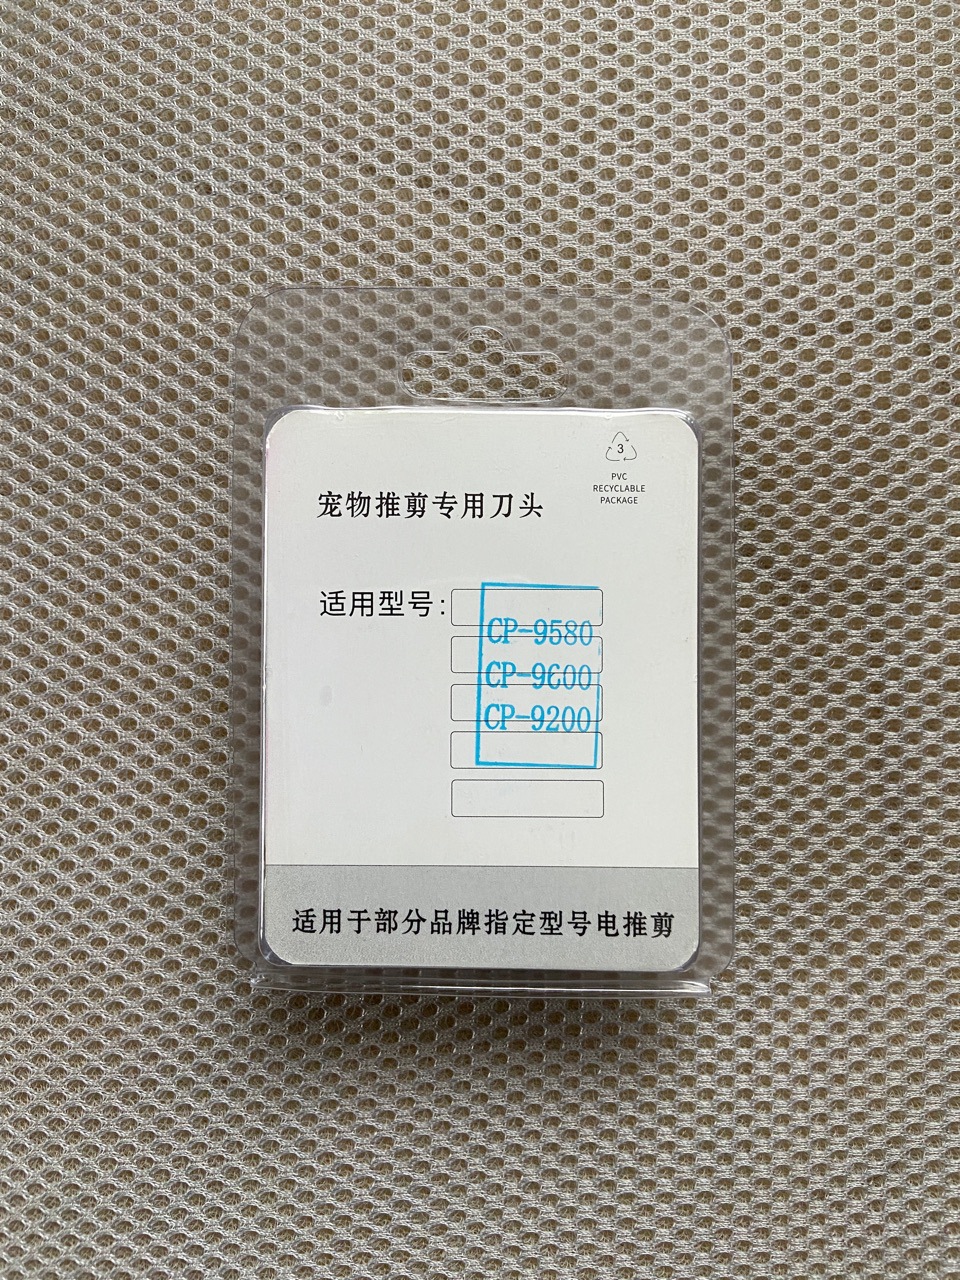 3
PVC
RECYCLABLE
PACKAGE
宠物推剪专用刀头
适用型号:
CP-9580
CP-9600
CP-9200
适用于部分品牌指定型号电推剪